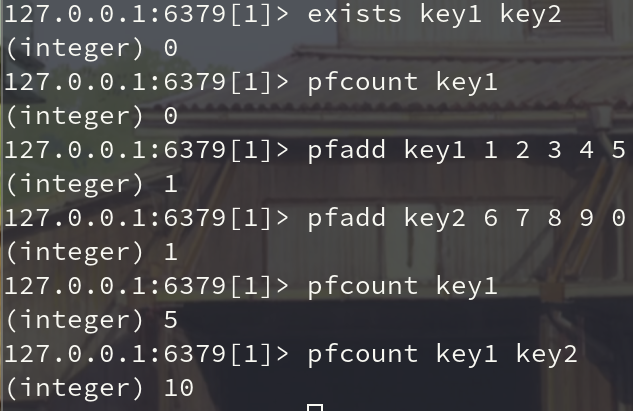 127.0.0.1:6379[1]> exists key1 key2
(integer) 0
127.0.0.1:6379[1]> pfcount key1
(integer) 0
127.0.0.1:6379[1]> pfadd key1 1 2 3 4 5
(integer) 1
127.0.0.1:6379[1]> pfadd key2 6 7 8 9 0
(integer) 1
127.0.0.1:6379[1]> pfcount key1
(integer) 5
127.0.0.1:6379[1]> pfcount key1 key2
(integer) 10